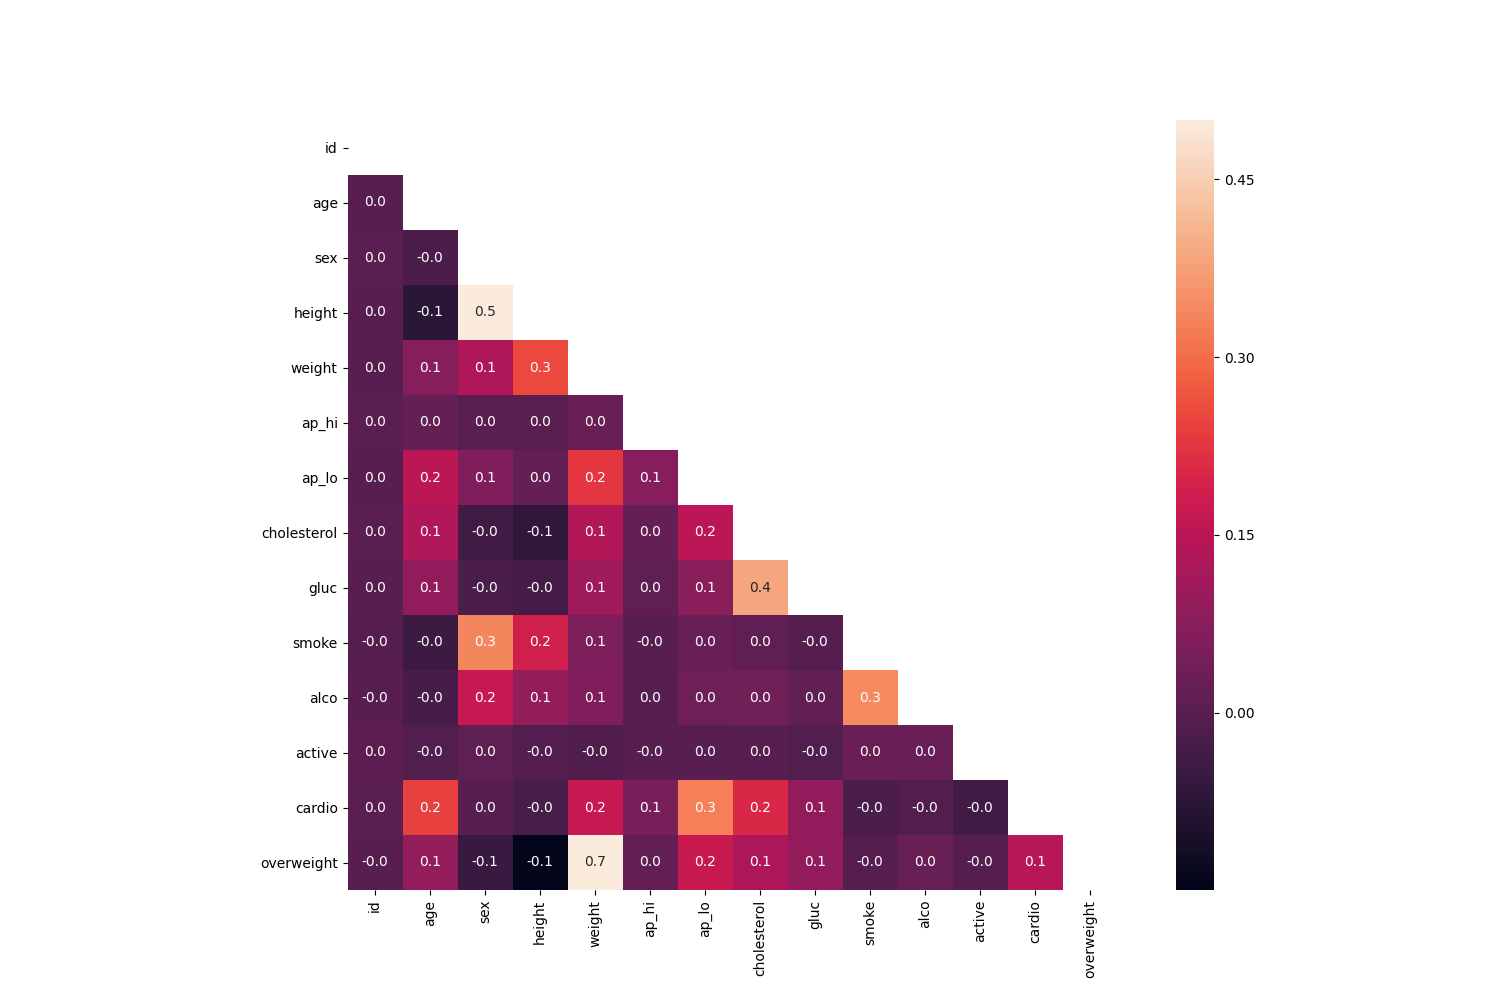 id
age 0.0
sex 0.0 -0.0
height 0.0 -0.1 0.5
weight 0.0 0.1 0.1 0.3
ap_hi 0.0 0.0 0.0 0.0 0.0
ap_lo 0.0 0.2 0.1 0.0 0.2 0.1
cholesterol 0.0 0.1 -0.0 -0.1 0.1 0.0 0.2
gluc 0.0 0.1 -0.0 -0.0 0.1 0.0 0.1 0.4
smoke -0.0 -0.0 0.3 0.2 0.1 -0.0 0.0 0.0 -0.0
alco -0.0 -0.0 0.2 0.1 0.1 0.0 0.0 0.0 0.0 0.3
active 0.0 -0.0 0.0 -0.0 -0.0 -0.0 0.0 0.0 -0.0 0.0 0.0
cardio 0.0 0.2 0.0 -0.0 0.2 0.1 0.3 0.2 0.1 -0.0 -0.0 -0.0
overweight -0.0 0.1 -0.1 -0.1 0.7 0.0 0.2 0.1 0.1 -0.0 0.0 -0.0 0.1
id age sex height weight ap_hi ap_lo cholesterol gluc smoke alco active cardio overweight
0.45
0.30
0.15
0.00